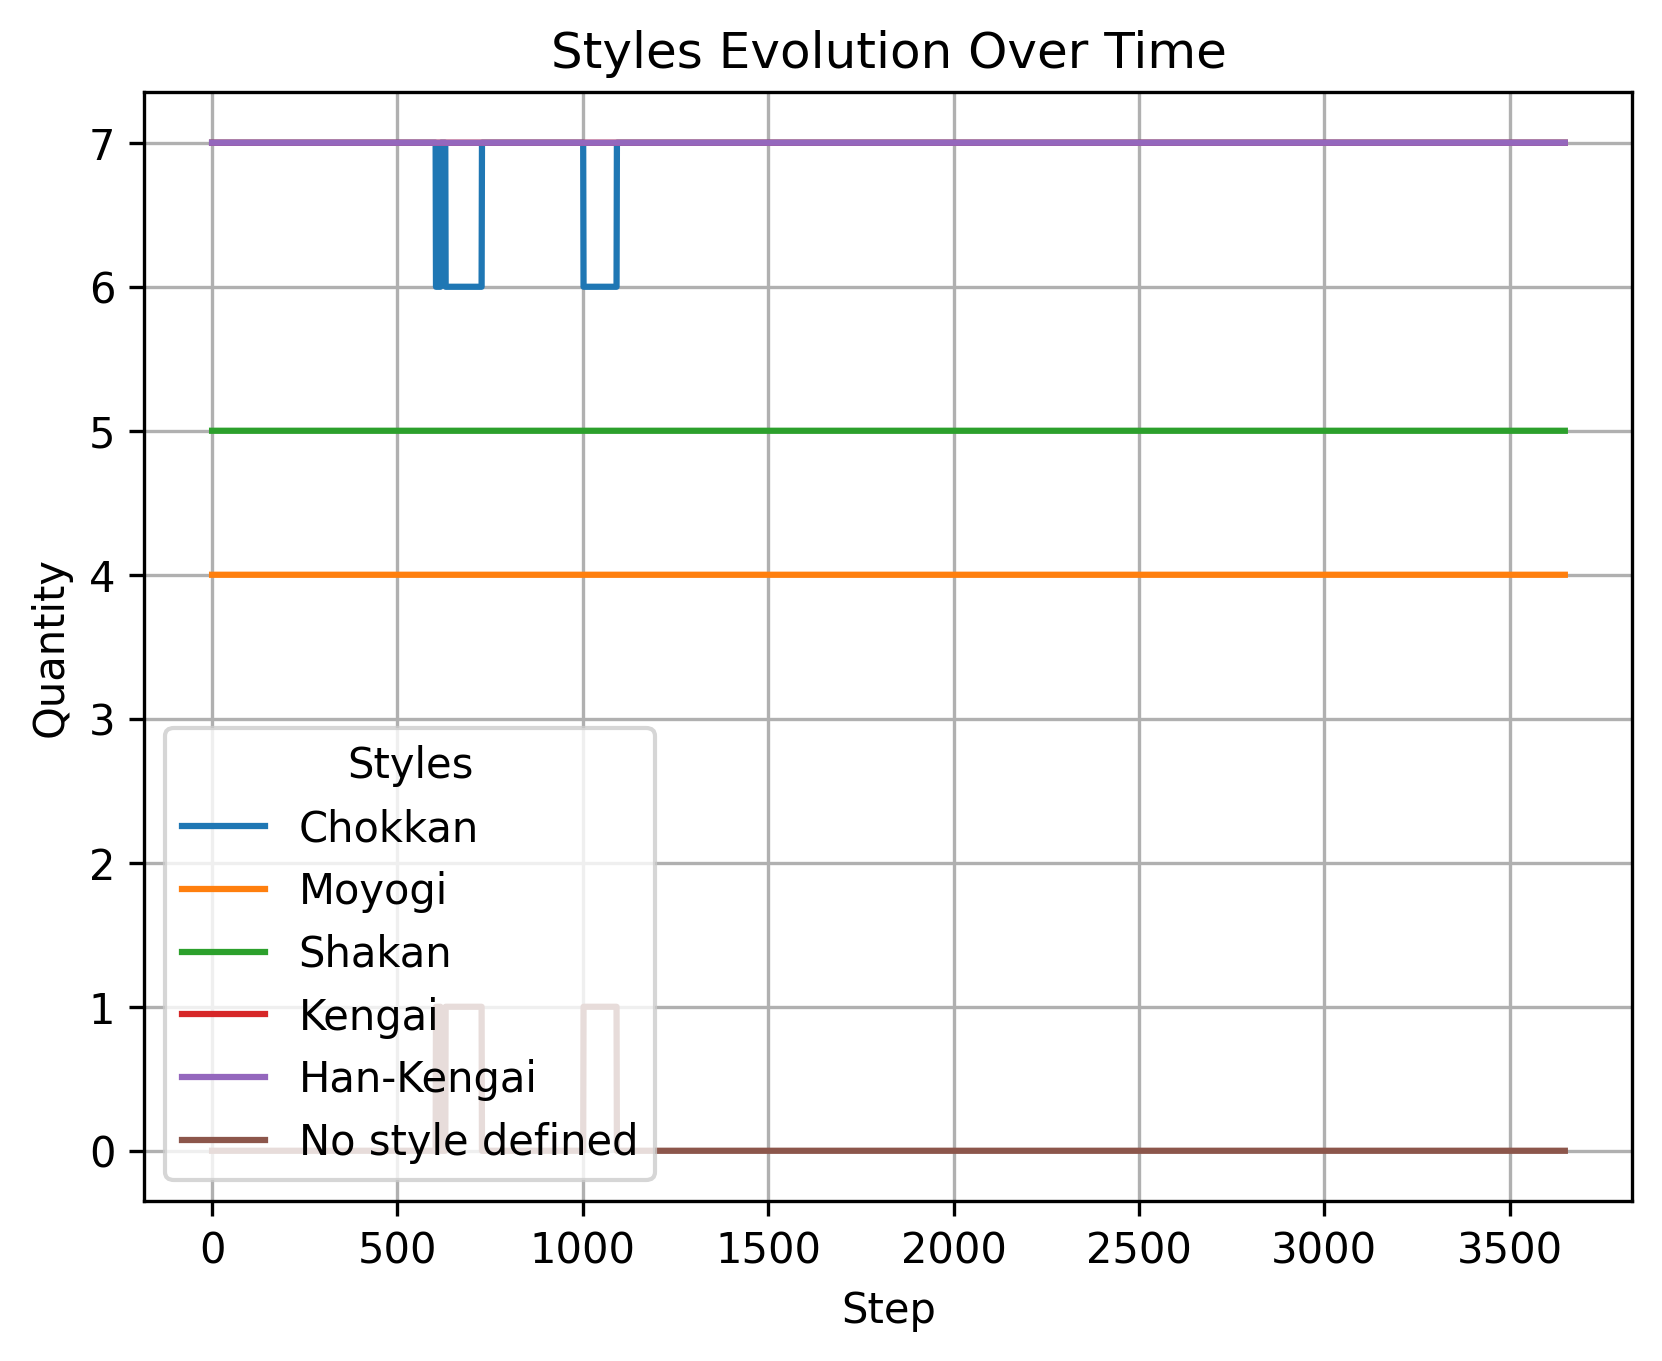 Styles Evolution Over Time
Quantity
7
6
5
4
3
2
1
0
Styles
Chokkan
Moyogi
Shakan
Kengai
Han-Kengai
No style defined
0 500 1000 1500 2000 2500 3000 3500
Step